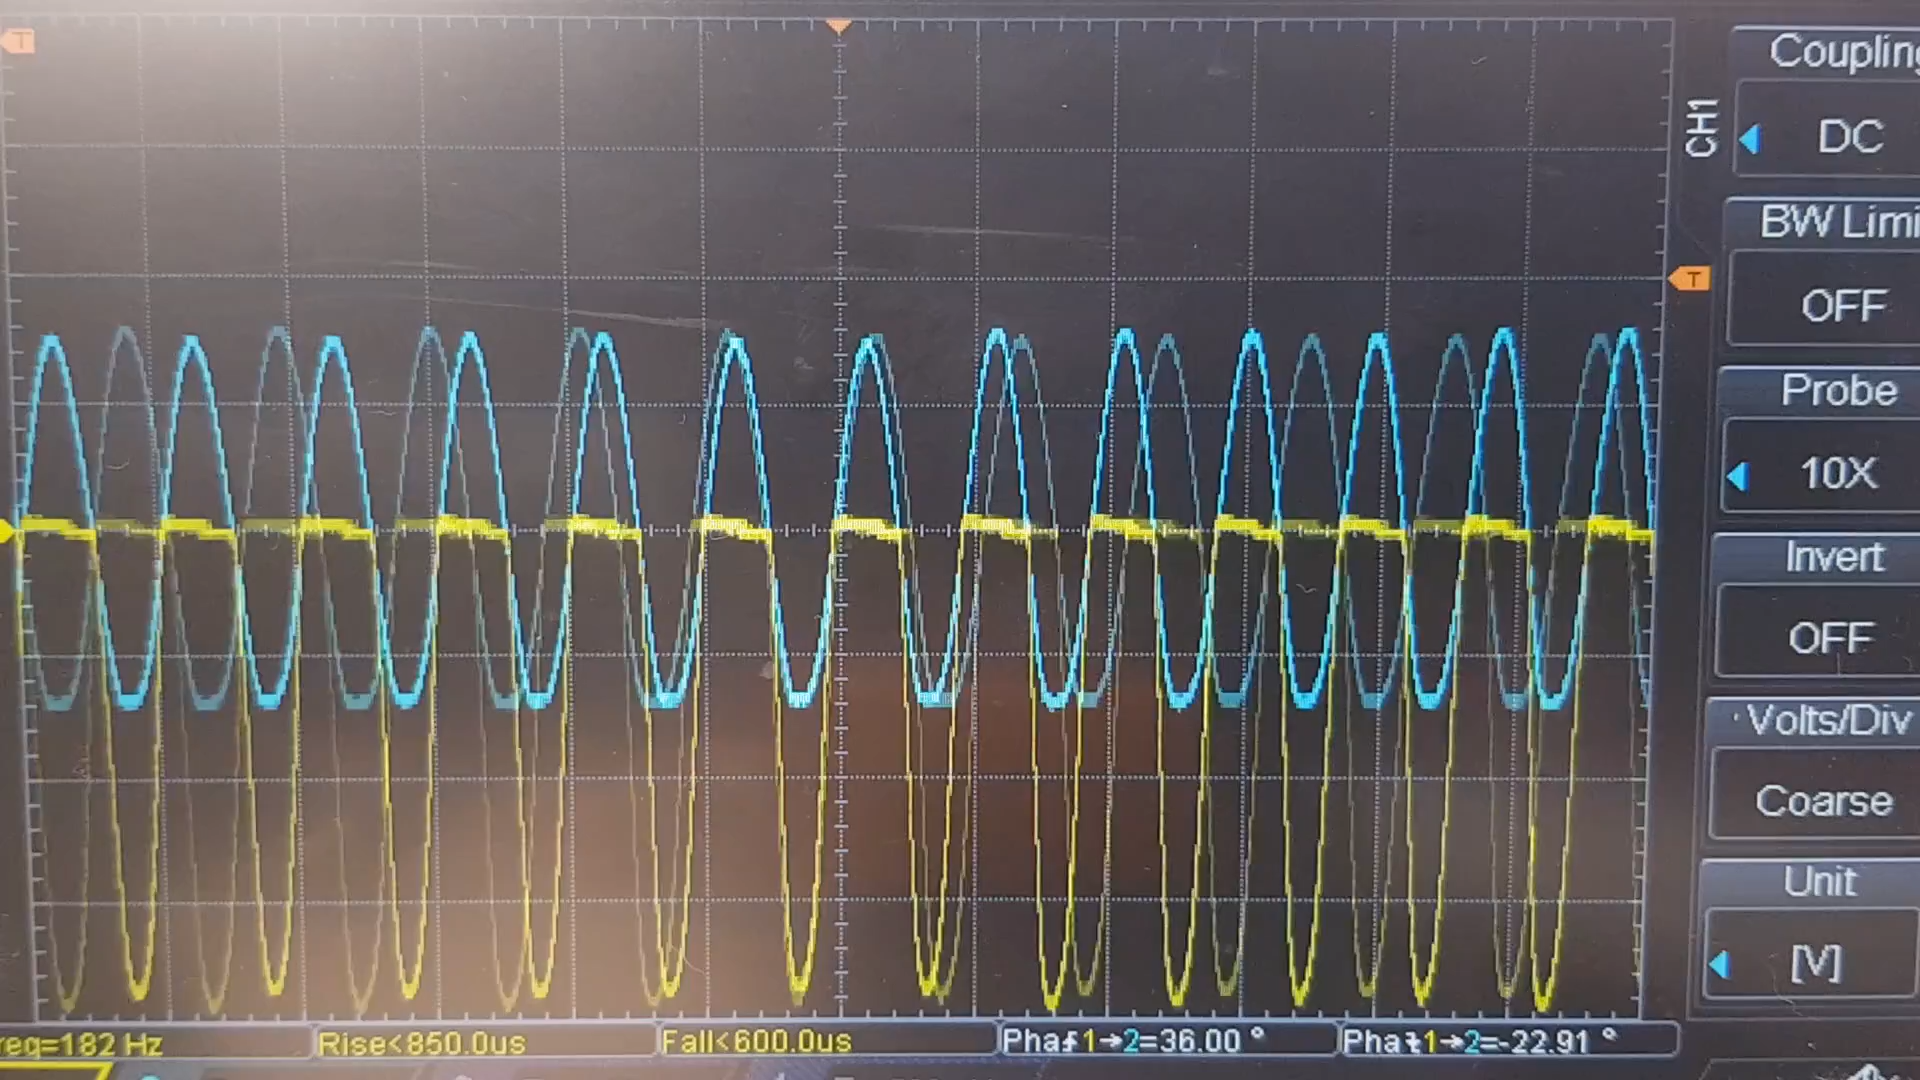 T
T
CH1
Coupling
DC
BW Limi
OFF
Probe
10X
Invert
OFF
Volts/Div
Coarse
Unit
[V]
req=182 Hz
Rise<850.0us
Fall<600.0us
Pha 1→2=36.00 °
Pha 1→2=-22.91 °